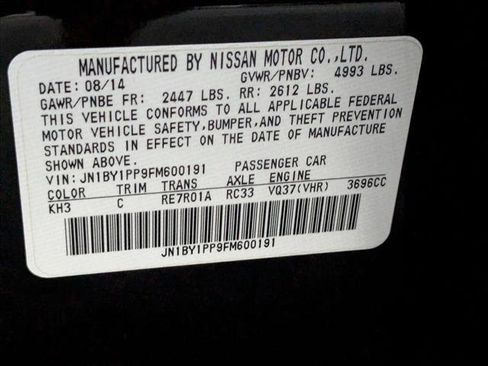 MANUFACTURED BY NISSAN MOTOR CO.,LTD.
DATE: 08/14 GVWR/PNBV: 4993 LBS.
GAWR/PNBE FR: 2447 LBS. RR: 2612 LBS.
THIS VEHICLE CONFORMS TO ALL APPLICABLE FEDERAL
MOTOR VEHICLE SAFETY, BUMPER, AND THEFT PREVENTION
STANDARDS IN EFFECT ON THE DATE OF MANUFACTURE
SHOWN ABOVE.
VIN: JN1BY1PP9FM600191 PASSENGER CAR
COLOR TRIM TRANS AXLE ENGINE
KH3 C RE7R01A RC33 VQ37(VHR) 3696CC
JN1BY1PP9FM600191